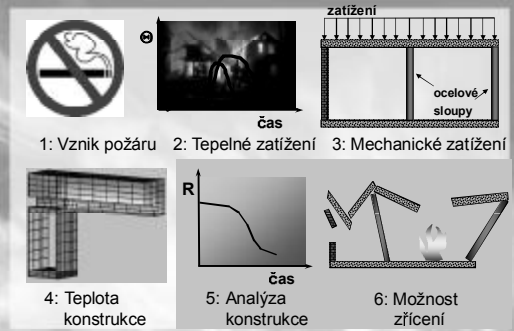 zatížení
Θ
čas
ocelové
sloupy
1: Vznik požáru
2: Tepelné zatížení
3: Mechanické zatížení
R
čas
4: Teplota
konstrukce
5: Analýza
konstrukce
6: Možnost
zřícení